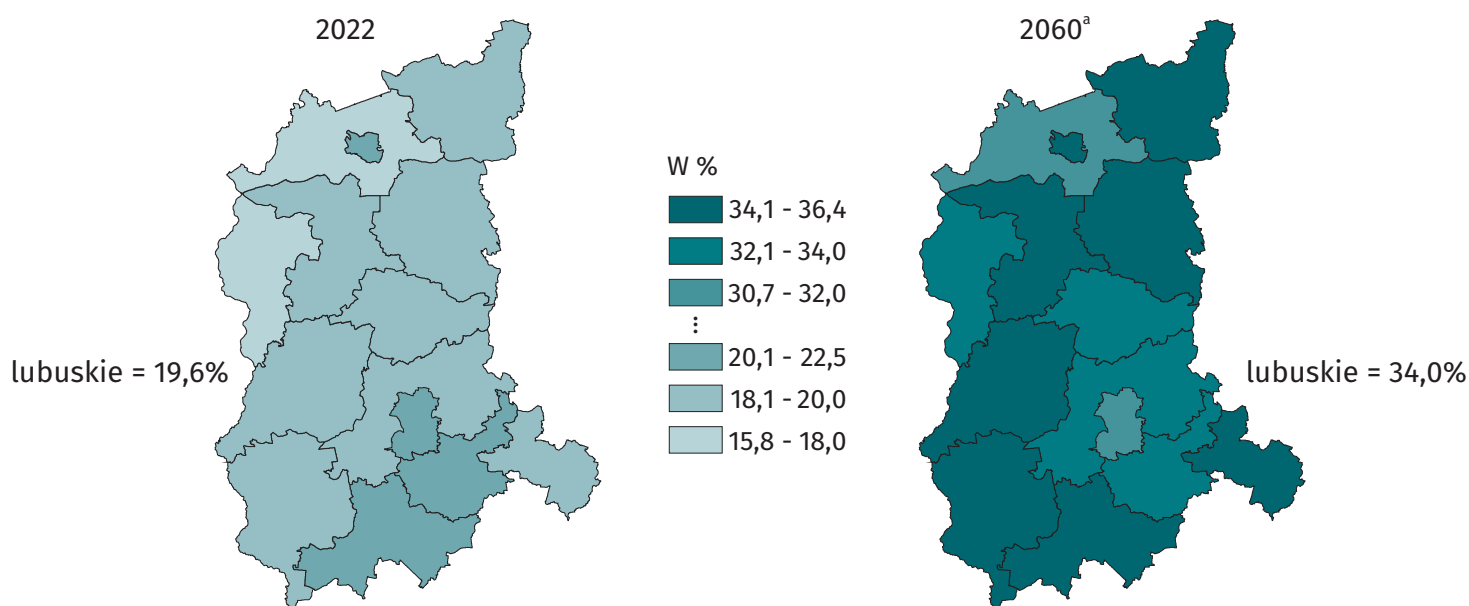 2022
2060ᵃ
W %
34,1 - 36,4
32,1 - 34,0
30,7 - 32,0
⋮
20,1 - 22,5
18,1 - 20,0
15,8 - 18,0
lubuskie = 19,6%
lubuskie = 34,0%